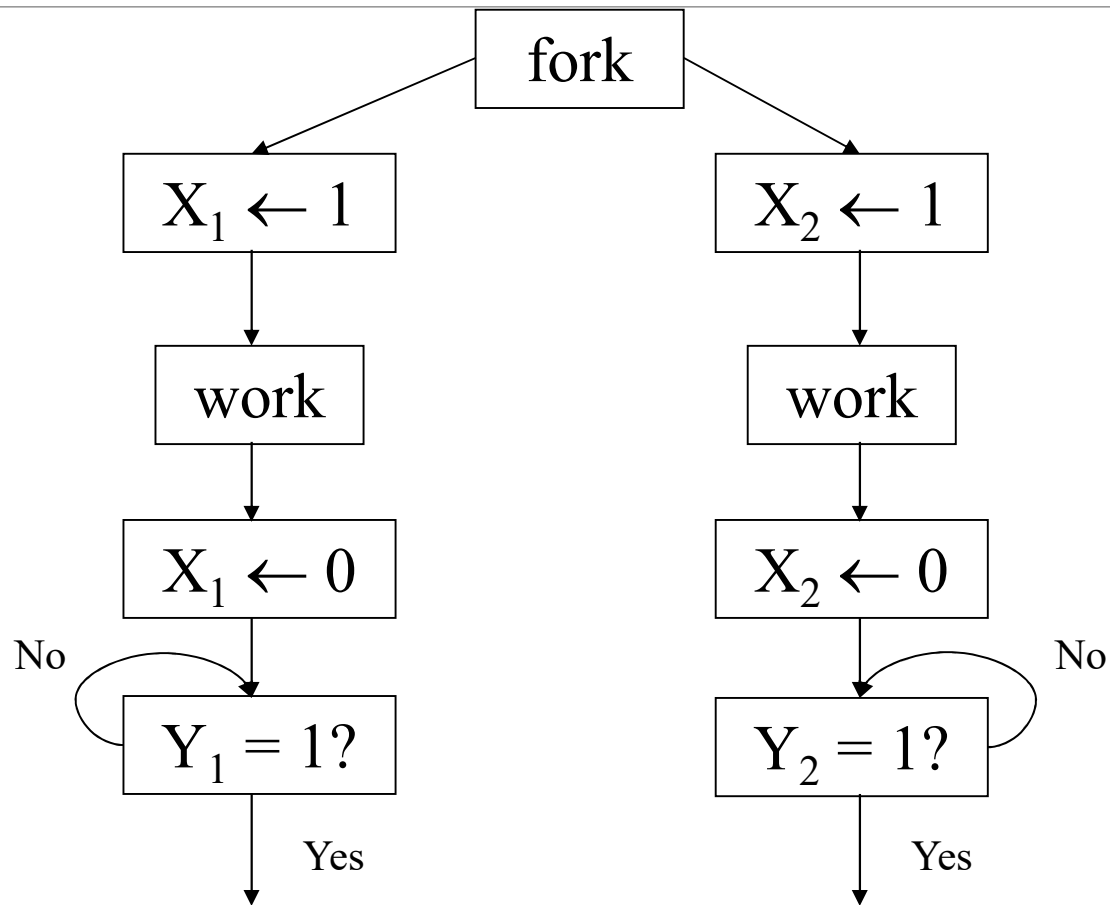 fork
X₁ ← 1
X₂ ← 1
work
work
X₁ ← 0
X₂ ← 0
No
No
Y₁ = 1?
Y₂ = 1?
Yes
Yes